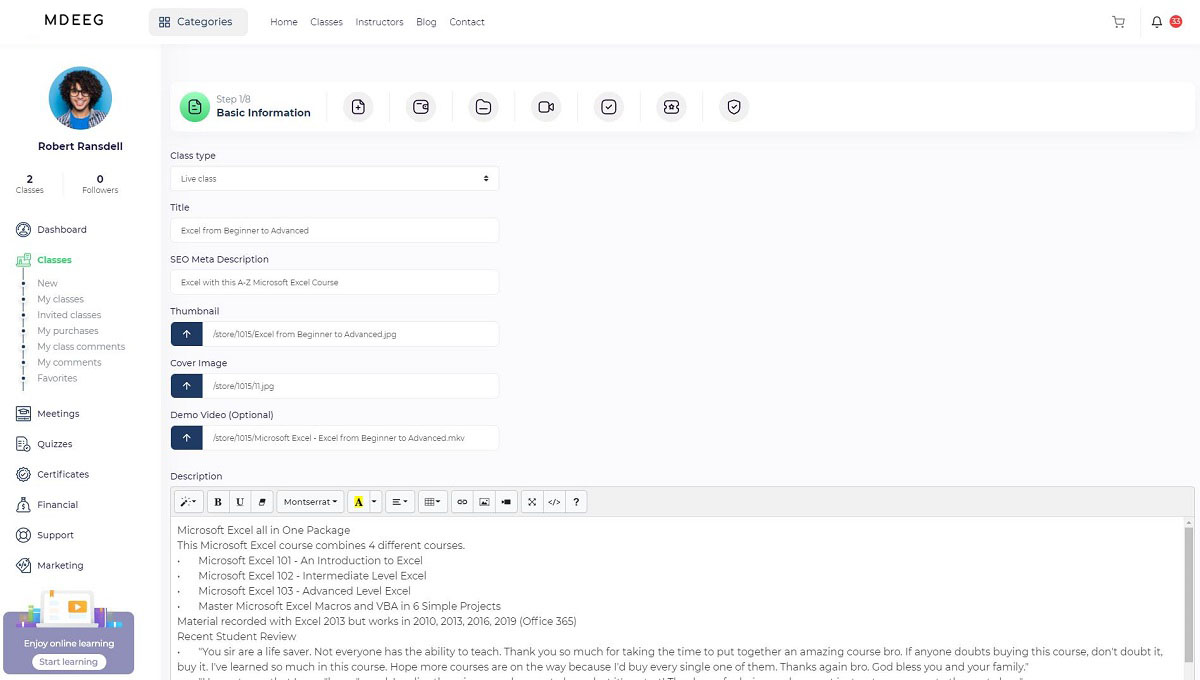 MDEEG
Categories
Home
Classes
Instructors
Blog
Contact
33
Robert Ransdell
2
Classes
0
Followers
Dashboard
Classes
New
My classes
Invited classes
My purchases
My class comments
My comments
Favorites
Meetings
Quizzes
Certificates
Financial
Support
Marketing
Enjoy online learning
Start learning
Step 1/8
Basic Information
Class type
Live class
Title
Excel from Beginner to Advanced
SEO Meta Description
Excel with this A-Z Microsoft Excel Course
Thumbnail
/store/1015/Excel from Beginner to Advanced.jpg
Cover Image
/store/1015/11.jpg
Demo Video (Optional)
/store/1015/Microsoft Excel - Excel from Beginner to Advanced.mkv
Description
B U Montserrat A </> ?
Microsoft Excel all in One Package
This Microsoft Excel course combines 4 different courses.
• Microsoft Excel 101 - An Introduction to Excel
• Microsoft Excel 102 - Intermediate Level Excel
• Microsoft Excel 103 - Advanced Level Excel
• Master Microsoft Excel Macros and VBA in 6 Simple Projects
Material recorded with Excel 2013 but works in 2010, 2013, 2016, 2019 (Office 365)
Recent Student Review
• "You sir are a life saver. Not everyone has the ability to teach. Thank you so much for taking the time to put together an amazing course bro. If anyone doubts buying this course, don't doubt it,
buy it. I've learned so much in this course. Hope more courses are on the way because I'd buy every single one of them. Thanks again bro. God bless you and your family."